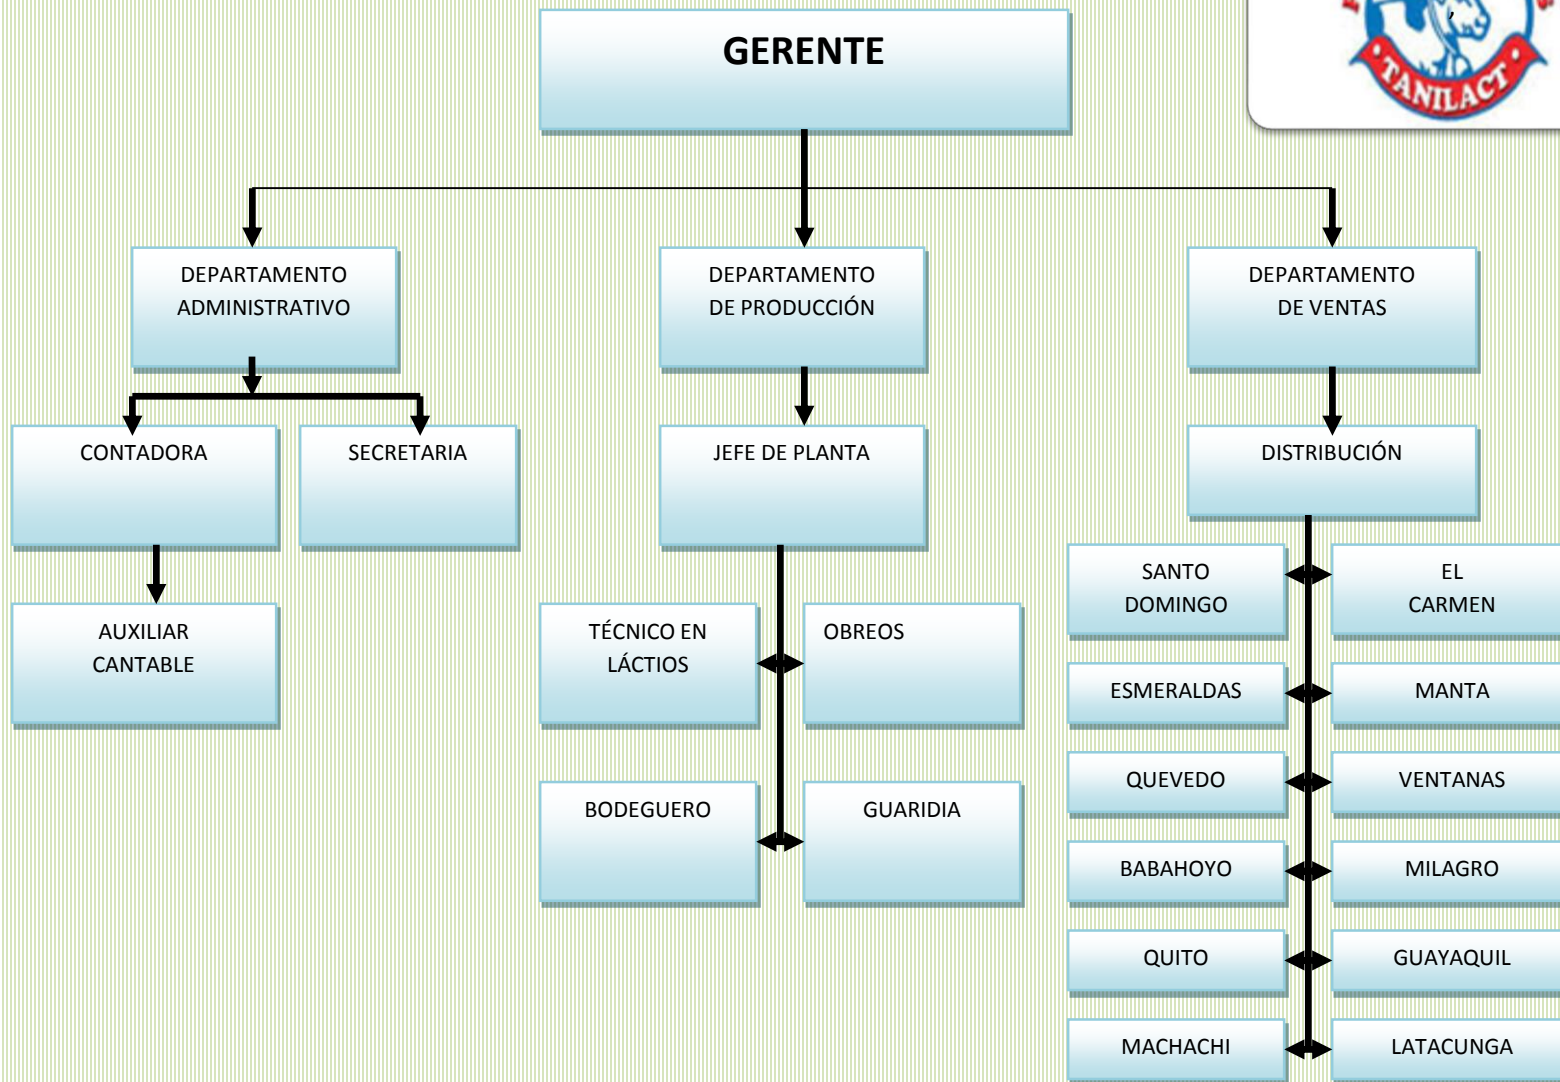 GERENTE
TANILACT
DEPARTAMENTO
ADMINISTRATIVO
DEPARTAMENTO
DE PRODUCCIÓN
DEPARTAMENTO
DE VENTAS
CONTADORA
SECRETARIA
JEFE DE PLANTA
DISTRIBUCIÓN
AUXILIAR
CANTABLE
TÉCNICO EN
LÁCTIOS
OBREOS
BODEGUERO
GUARIDIA
SANTO
DOMINGO
EL
CARMEN
ESMERALDAS
MANTA
QUEVEDO
VENTANAS
BABAHOYO
MILAGRO
QUITO
GUAYAQUIL
MACHACHI
LATACUNGA